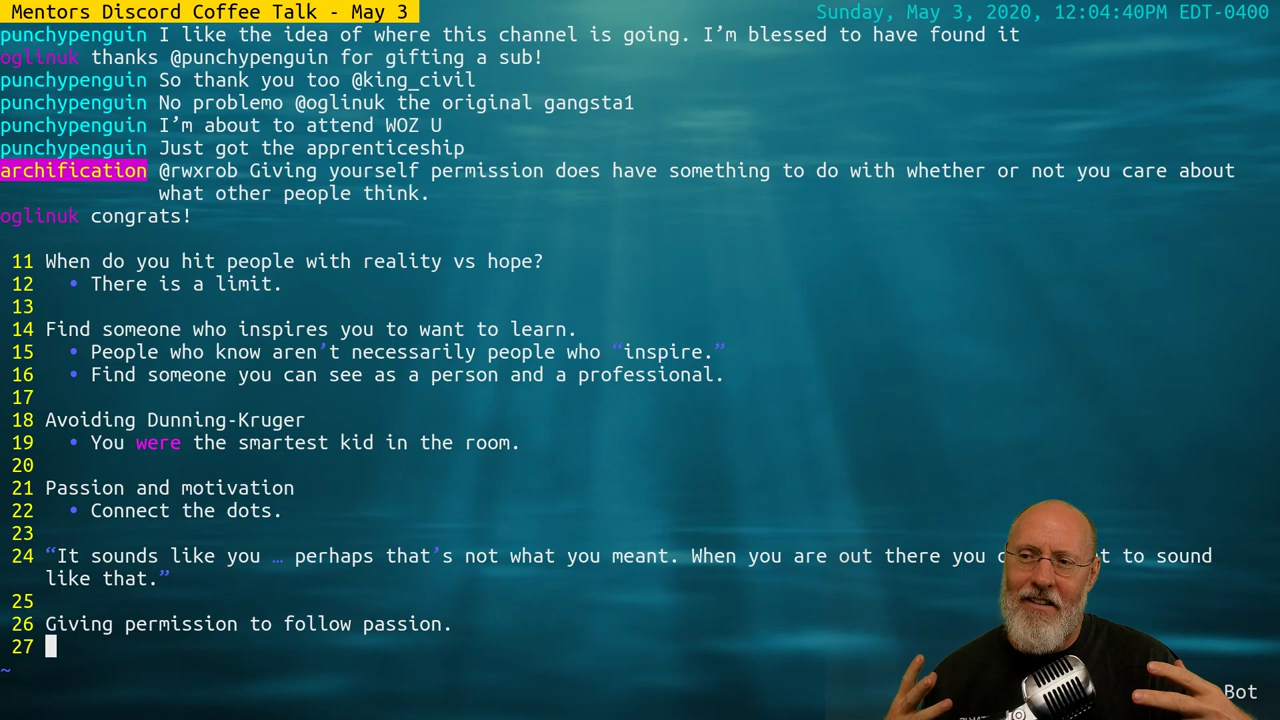 Mentors Discord Coffee Talk - May 3
Sunday, May 3, 2020, 12:04:40PM EDT-0400
punchypenguin I like the idea of where this channel is going. I’m blessed to have found it
oglinuk thanks @punchypenguin for gifting a sub!
punchypenguin So thank you too @king_civil
punchypenguin No problemo @oglinuk the original gangsta1
punchypenguin I’m about to attend WOZ U
punchypenguin Just got the apprenticeship
archification @rwxrob Giving yourself permission does have something to do with whether or not you care about
what other people think.
oglinuk congrats!
11 When do you hit people with reality vs hope?
12 • There is a limit.
13
14 Find someone who inspires you to want to learn.
15 • People who know aren’t necessarily people who “inspire.”
16 • Find someone you can see as a person and a professional.
17
18 Avoiding Dunning-Kruger
19 • You were the smartest kid in the room.
20
21 Passion and motivation
22 • Connect the dots.
23
24 “It sounds like you … perhaps that’s not what you meant. When you are out there you to sound
like that.”
25
26 Giving permission to follow passion.
27
~
Bot